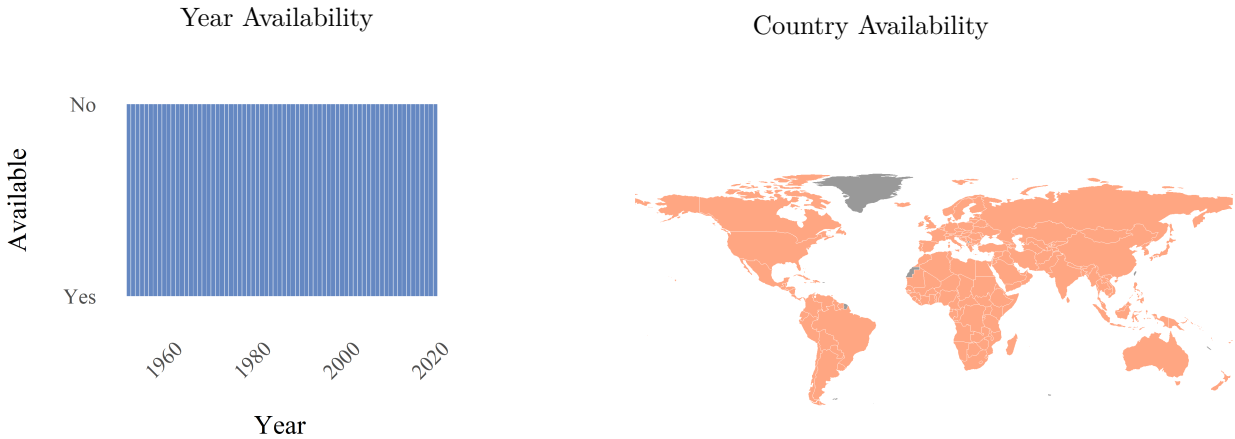 Year Availability
No
Available
Yes
1960
1980
2000
2020
Year
Country Availability